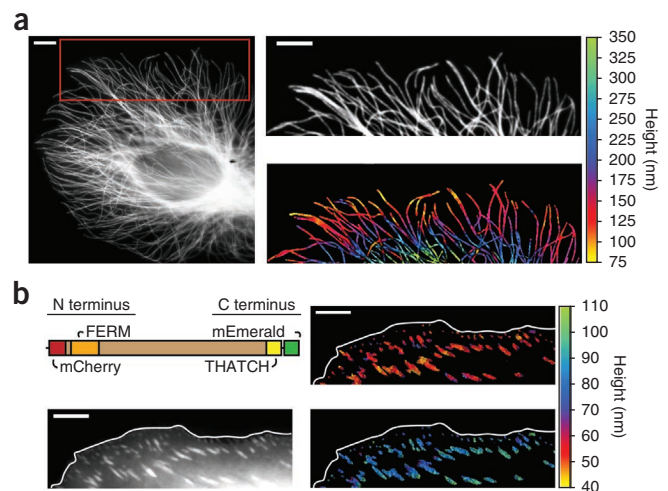 a
350
325
300
275
250
225
200
175
150
125
100
75
Height (nm)
b
N terminus
C terminus
FERM
mEmerald
mCherry
THATCH
110
100
90
80
70
60
50
40
Height (nm)